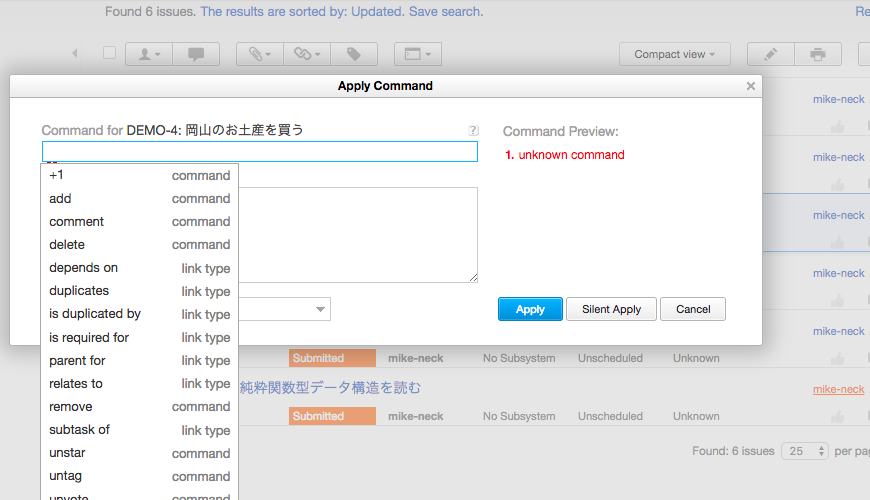 Found 6 issues. The results are sorted by: Updated. Save search.
Re
Compact view
Apply Command
mike-neck
Command for DEMO-4: 岡山のお土産を買う
?
Command Preview:
1. unknown command
+1 command
add command
comment command
mike-neck
delete command
depends on link type
mike-neck
duplicates link type
is duplicated by link type
Apply
Silent Apply
Cancel
is required for link type
mike-neck
parent for link type
Submitted mike-neck No Subsystem Unscheduled Unknown
relates to link type
純粋関数型データ構造を読む
mike-neck
remove command
Submitted mike-neck No Subsystem Unscheduled Unknown
subtask of link type
unstar command
Found: 6 issues 25 per pag
untag command
unvote command